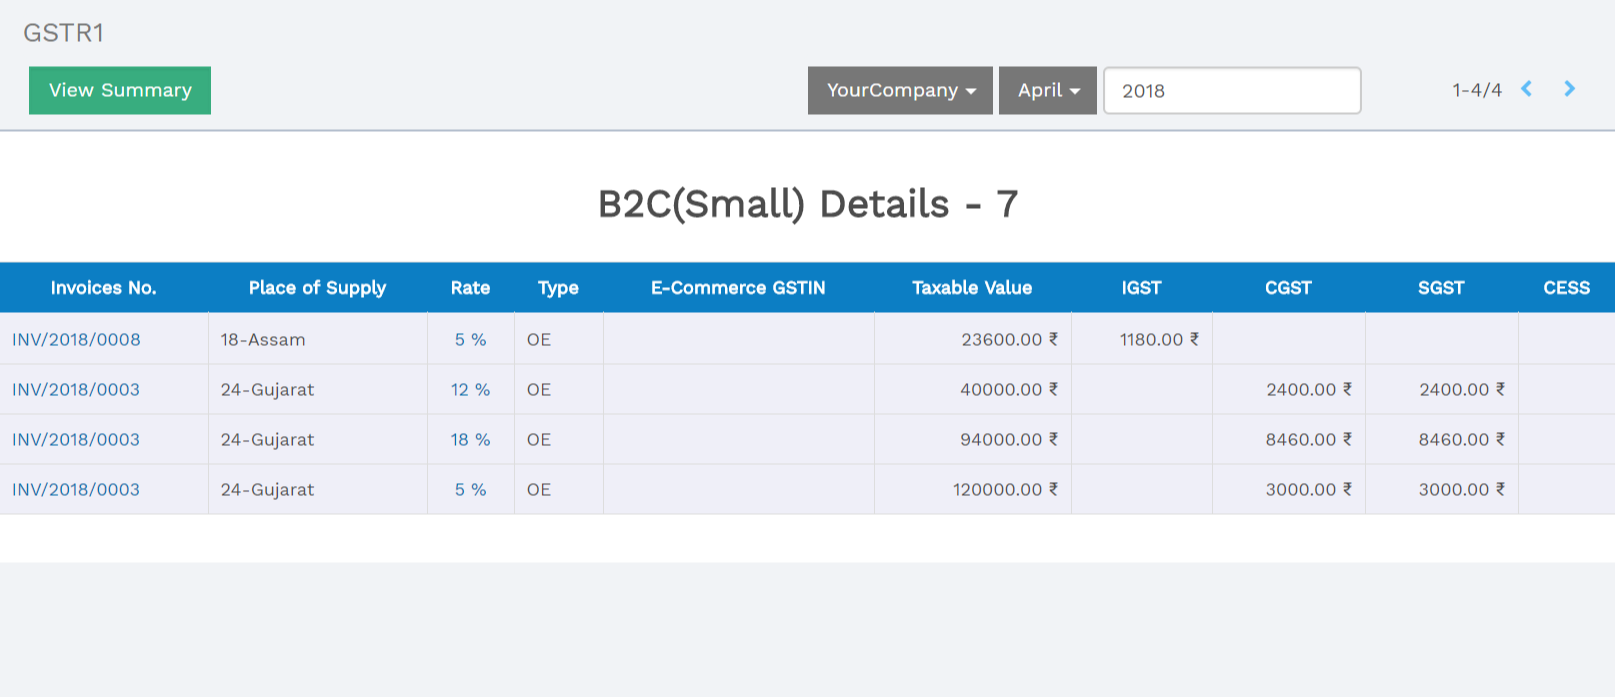 GSTR1
View Summary YourCompany April 2018 1-4/4
B2C(Small) Details - 7
Invoices No. Place of Supply Rate Type E-Commerce GSTIN Taxable Value IGST CGST SGST CESS
INV/2018/0008 18-Assam 5 % OE 23600.00 ₹ 1180.00 ₹
INV/2018/0003 24-Gujarat 12 % OE 40000.00 ₹ 2400.00 ₹ 2400.00 ₹
INV/2018/0003 24-Gujarat 18 % OE 94000.00 ₹ 8460.00 ₹ 8460.00 ₹
INV/2018/0003 24-Gujarat 5 % OE 120000.00 ₹ 3000.00 ₹ 3000.00 ₹